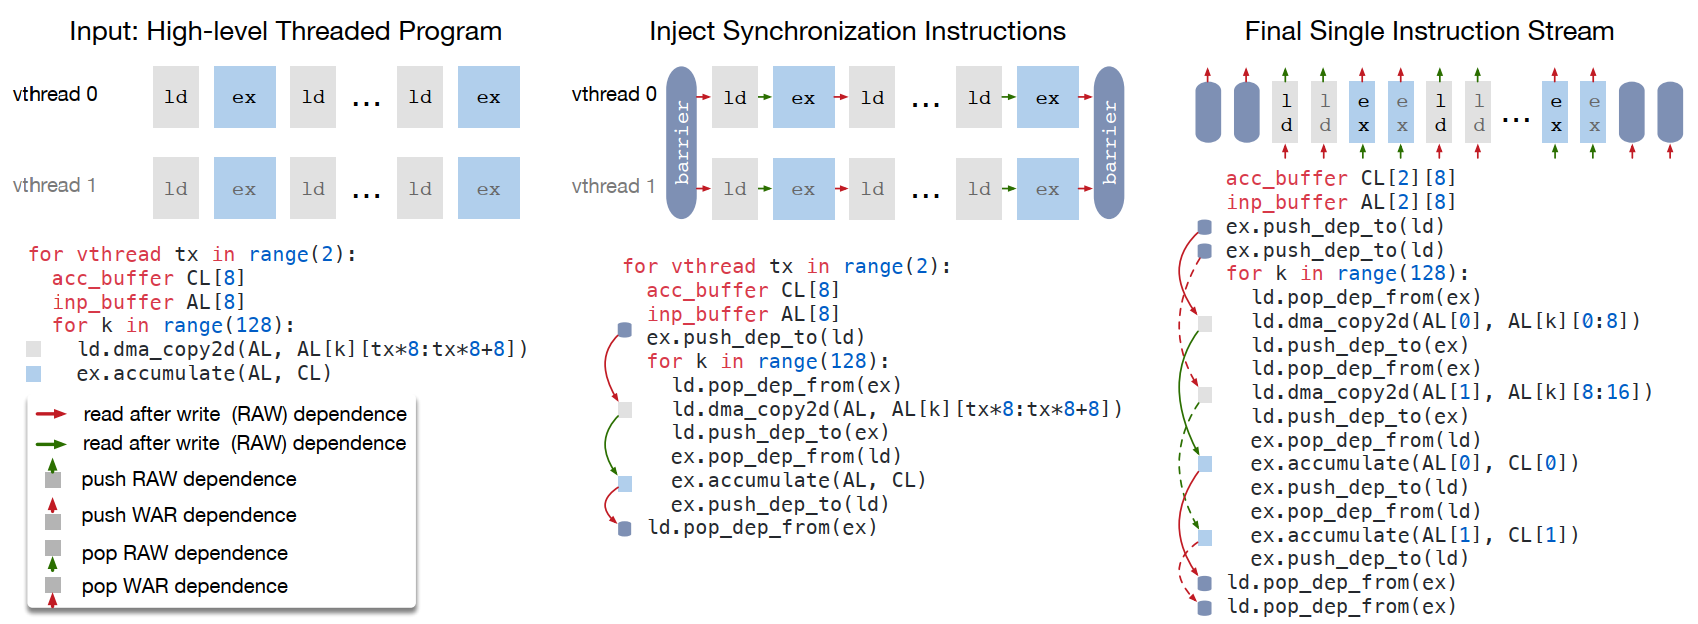 Input: High-level Threaded Program
vthread 0
ld ex ld ... ld ex
vthread 1
ld ex ld ... ld ex
for vthread tx in range(2):
acc_buffer CL[8]
inp_buffer AL[8]
for k in range(128):
ld.dma_copy2d(AL, AL[k][tx*8:tx*8+8])
ex.accumulate(AL, CL)
read after write (RAW) dependence
read after write (RAW) dependence
push RAW dependence
push WAR dependence
pop RAW dependence
pop WAR dependence
Inject Synchronization Instructions
vthread 0
barrier
ld ex ld ... ld ex
barrier
vthread 1
ld ex ld ... ld ex
for vthread tx in range(2):
acc_buffer CL[8]
inp_buffer AL[8]
ex.push_dep_to(ld)
for k in range(128):
ld.pop_dep_from(ex)
ld.dma_copy2d(AL, AL[k][tx*8:tx*8+8])
ld.push_dep_to(ex)
ex.pop_dep_from(ld)
ex.accumulate(AL, CL)
ex.push_dep_to(ld)
ld.pop_dep_from(ex)
Final Single Instruction Stream
ld ld ex ex ld ld ... ex ex
acc_buffer CL[2][8]
inp_buffer AL[2][8]
ex.push_dep_to(ld)
ex.push_dep_to(ld)
for k in range(128):
ld.pop_dep_from(ex)
ld.dma_copy2d(AL[0], AL[k][0:8])
ld.push_dep_to(ex)
ld.pop_dep_from(ex)
ld.dma_copy2d(AL[1], AL[k][8:16])
ld.push_dep_to(ex)
ex.pop_dep_from(ld)
ex.accumulate(AL[0], CL[0])
ex.push_dep_to(ld)
ex.pop_dep_from(ld)
ex.accumulate(AL[1], CL[1])
ex.push_dep_to(ld)
ld.pop_dep_from(ex)
ld.pop_dep_from(ex)